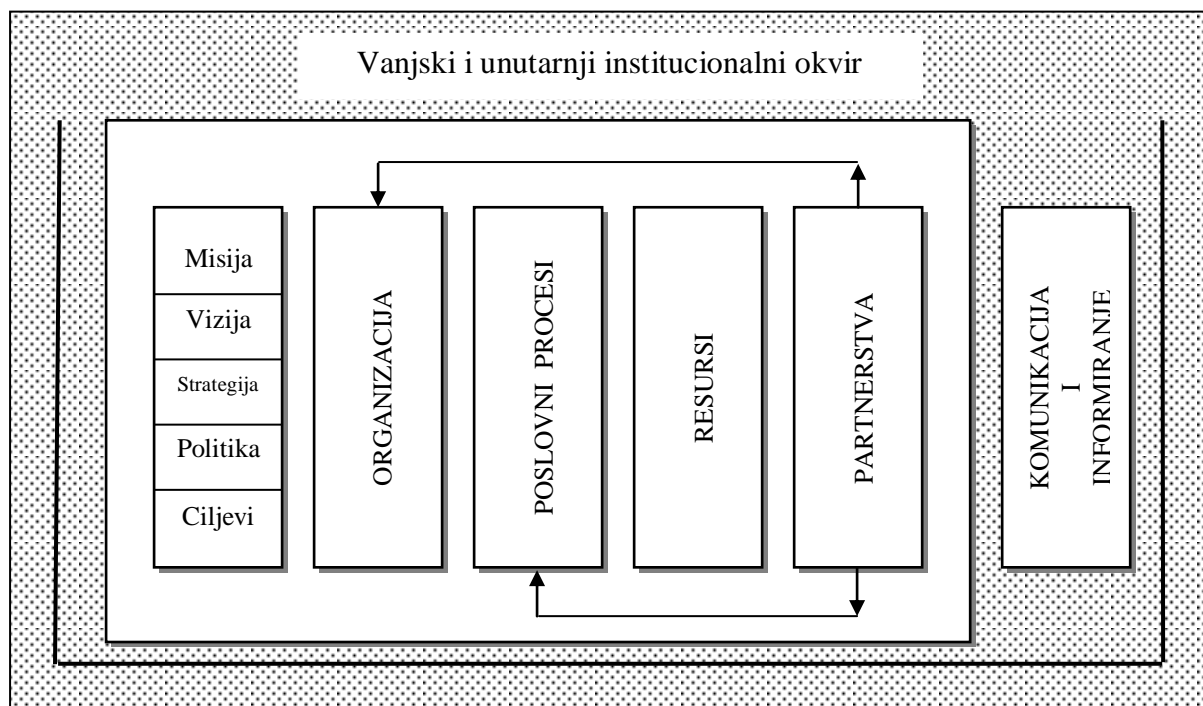 Vanjski i unutarnji institucionalni okvir
Misija
Vizija
Strategija
Politika
Ciljevi
ORGANIZACIJA
POSLOVNI PROCESI
RESURSI
PARTNERSTVA
KOMUNIKACIJA
I
INFORMIRANJE